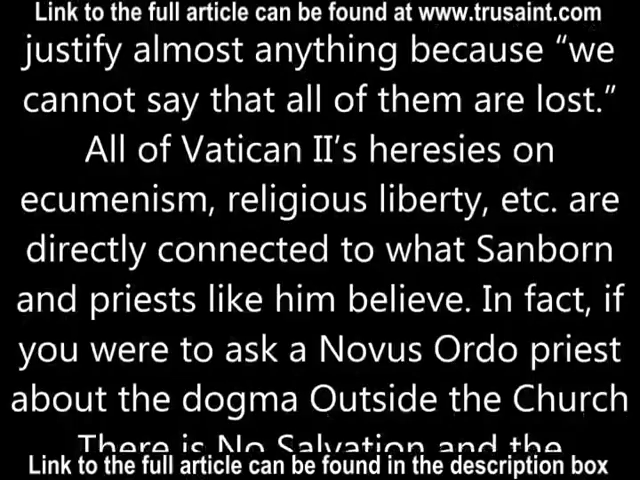 Link to the full article can be found at www.trusaint.com
justify almost anything because “we
cannot say that all of them are lost.”
All of Vatican II’s heresies on
ecumenism, religious liberty, etc. are
directly connected to what Sanborn
and priests like him believe. In fact, if
you were to ask a Novus Ordo priest
about the dogma Outside the Church
There is No Salvation and the
Link to the full article can be found in the description box